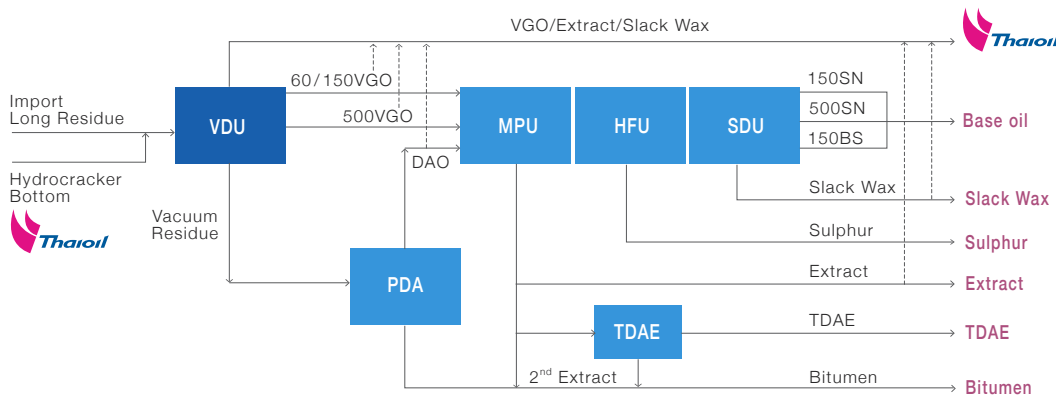 VGO/Extract/Slack Wax
Thaioil
60/150VGO
150SN
Import
Long Residue
VDU
500VGO
MPU
HFU
SDU
500SN
Base oil
150BS
DAO
Hydrocracker
Bottom
Thaioil
Vacuum
Residue
Slack Wax
Slack Wax
Sulphur
Sulphur
PDA
Extract
Extract
TDAE
TDAE
TDAE
2nd Extract
Bitumen
Bitumen